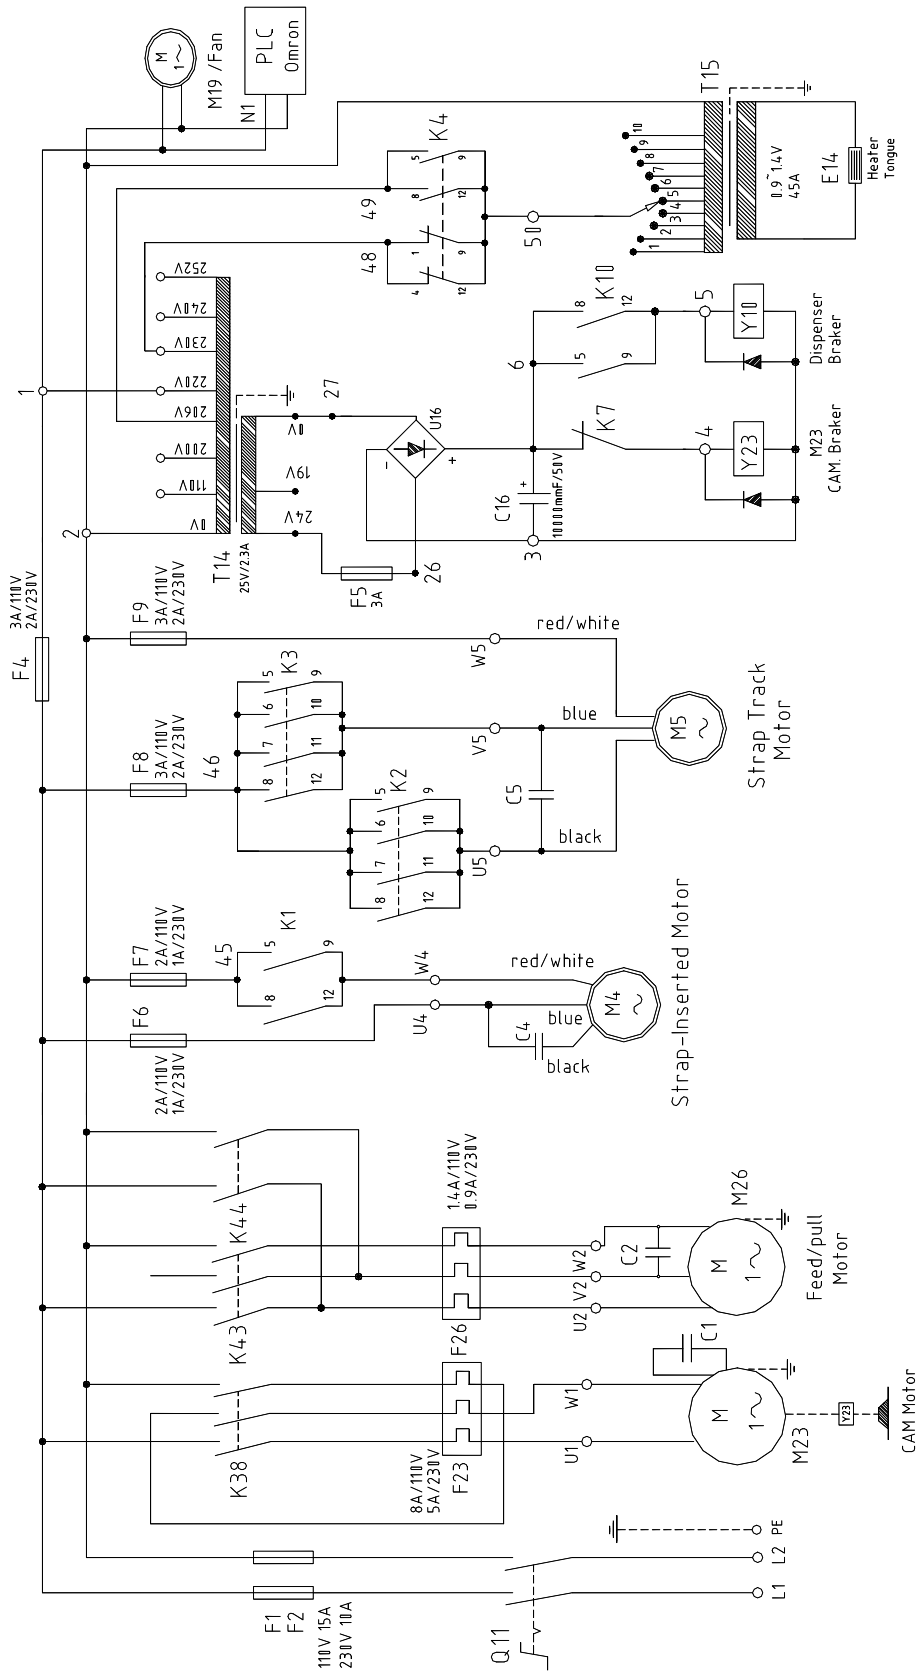 L1
L2
PE
Q11
F1
F2
110V 15A
230V 10A
K38
8A/110V
5A/230V
F23
U1
W1
C1
M
1~
M23
Y23
CAM Motor
K43
K44
F26
1.4A/110V
0.9A/230V
U2
V2
W2
C2
M
1~
M26
Feed/pull
Motor
F6
2A/110V
1A/230V
F7
2A/110V
1A/230V
45
K1
5
9
8
12
U4
W4
red/white
blue
black
C4
M4
~
Strap-Inserted Motor
F8
3A/110V
2A/230V
46
F9
3A/110V
2A/230V
K3
5
6
7
8
9
10
11
12
K2
5
6
7
8
9
10
11
12
U5
V5
W5
red/white
blue
black
C5
M5
~
Strap Track
Motor
F4
3A/110V
2A/230V
2
1
T14
25V/2.3A
0V
110V
200V
206V
220V
230V
240V
252V
24V
19V
0V
27
F5
3A
26
U16
-
+
C16
+
10000mmF/50V
3
6
K7
4
Y23
M23
CAM. Braker
K10
5
9
8
12
5
Y10
Dispenser
Braker
48
49
K4
4
12
1
9
8
12
5
9
50
1
2
3
4
5
6
7
8
9
10
T15
0.9~1.4V
45A
E14
Heater
Tongue
M
1~
M19 /Fan
N1
PLC
Omron